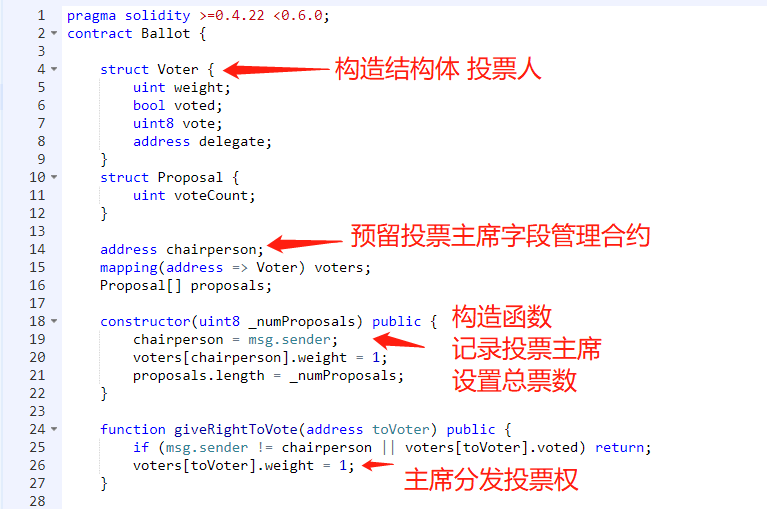 1 pragma solidity >=0.4.22 <0.6.0;
2 contract Ballot {
3
4 struct Voter { 构造结构体 投票人
5 uint weight;
6 bool voted;
7 uint8 vote;
8 address delegate;
9 }
10 struct Proposal {
11 uint voteCount;
12 }
13
14 address chairperson; 预留投票主席字段管理合约
15 mapping(address => Voter) voters;
16 Proposal[] proposals;
17
18 constructor(uint8 _numProposals) public { 构造函数
19 chairperson = msg.sender; 记录投票主席
20 voters[chairperson].weight = 1;
21 proposals.length = _numProposals; 设置总票数
22 }
23
24 function giveRightToVote(address toVoter) public {
25 if (msg.sender != chairperson || voters[toVoter].voted) return;
26 voters[toVoter].weight = 1; 主席分发投票权
27 }
28